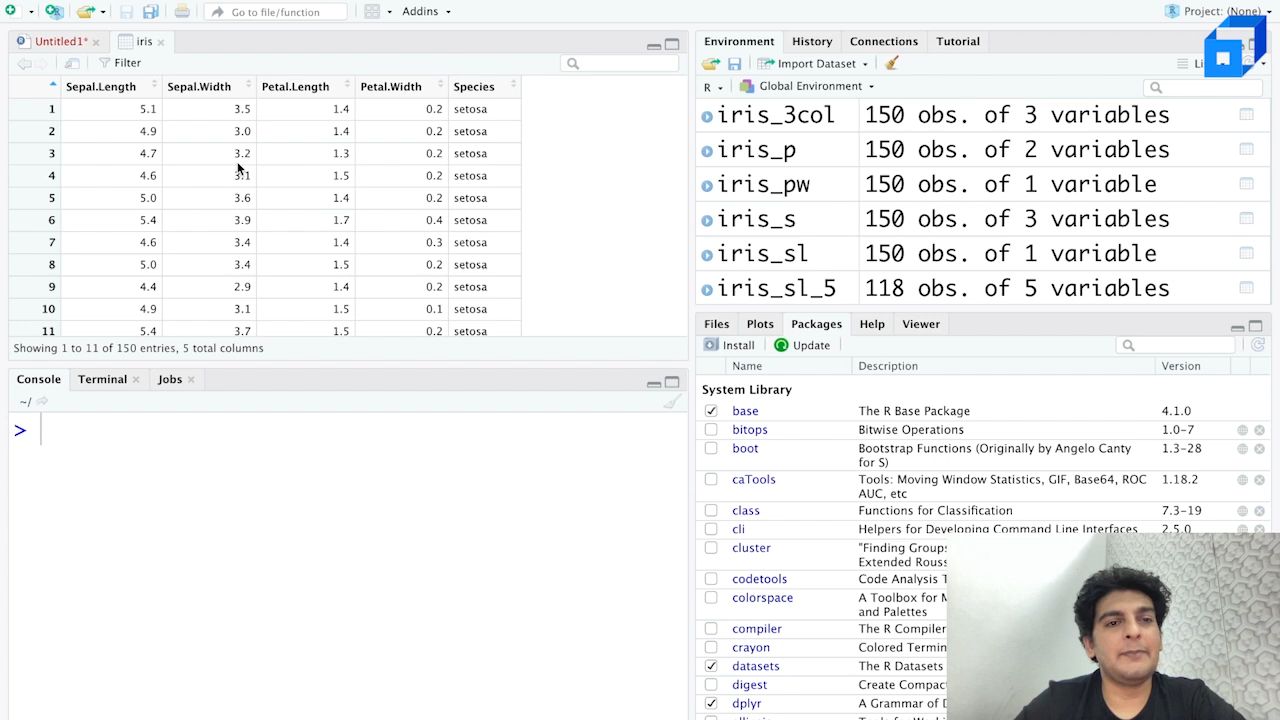 Go to file/function
Addins
Project: (None)
Untitled1*
iris
Filter
Sepal.Length Sepal.Width Petal.Length Petal.Width Species
1 5.1 3.5 1.4 0.2 setosa
2 4.9 3.0 1.4 0.2 setosa
3 4.7 3.2 1.3 0.2 setosa
4 4.6 3.1 1.5 0.2 setosa
5 5.0 3.6 1.4 0.2 setosa
6 5.4 3.9 1.7 0.4 setosa
7 4.6 3.4 1.4 0.3 setosa
8 5.0 3.4 1.5 0.2 setosa
9 4.4 2.9 1.4 0.2 setosa
10 4.9 3.1 1.5 0.1 setosa
11 5.4 3.7 1.5 0.2 setosa
Showing 1 to 11 of 150 entries, 5 total columns
Console Terminal Jobs
~/
>
Environment History Connections Tutorial
Import Dataset
R Global Environment
iris_3col 150 obs. of 3 variables
iris_p 150 obs. of 2 variables
iris_pw 150 obs. of 1 variable
iris_s 150 obs. of 3 variables
iris_sl 150 obs. of 1 variable
iris_sl_5 118 obs. of 5 variables
Files Plots Packages Help Viewer
Install Update
Name Description Version
System Library
base The R Base Package 4.1.0
bitops Bitwise Operations 1.0-7
boot Bootstrap Functions (Originally by Angelo Canty 1.3-28
for S)
caTools Tools: Moving Window Statistics, GIF, Base64, ROC 1.18.2
AUC, etc
class Functions for Classification 7.3-19
cli Helpers for Developing Command Line Interfaces 2.5.0
cluster "Finding Groups
Extended Rouss
codetools Code Analysis T
colorspace A Toolbox for M
and Palettes
compiler The R Compiler
crayon Colored Termin
datasets The R Datasets
digest Create Compac
dplyr A Grammar of D